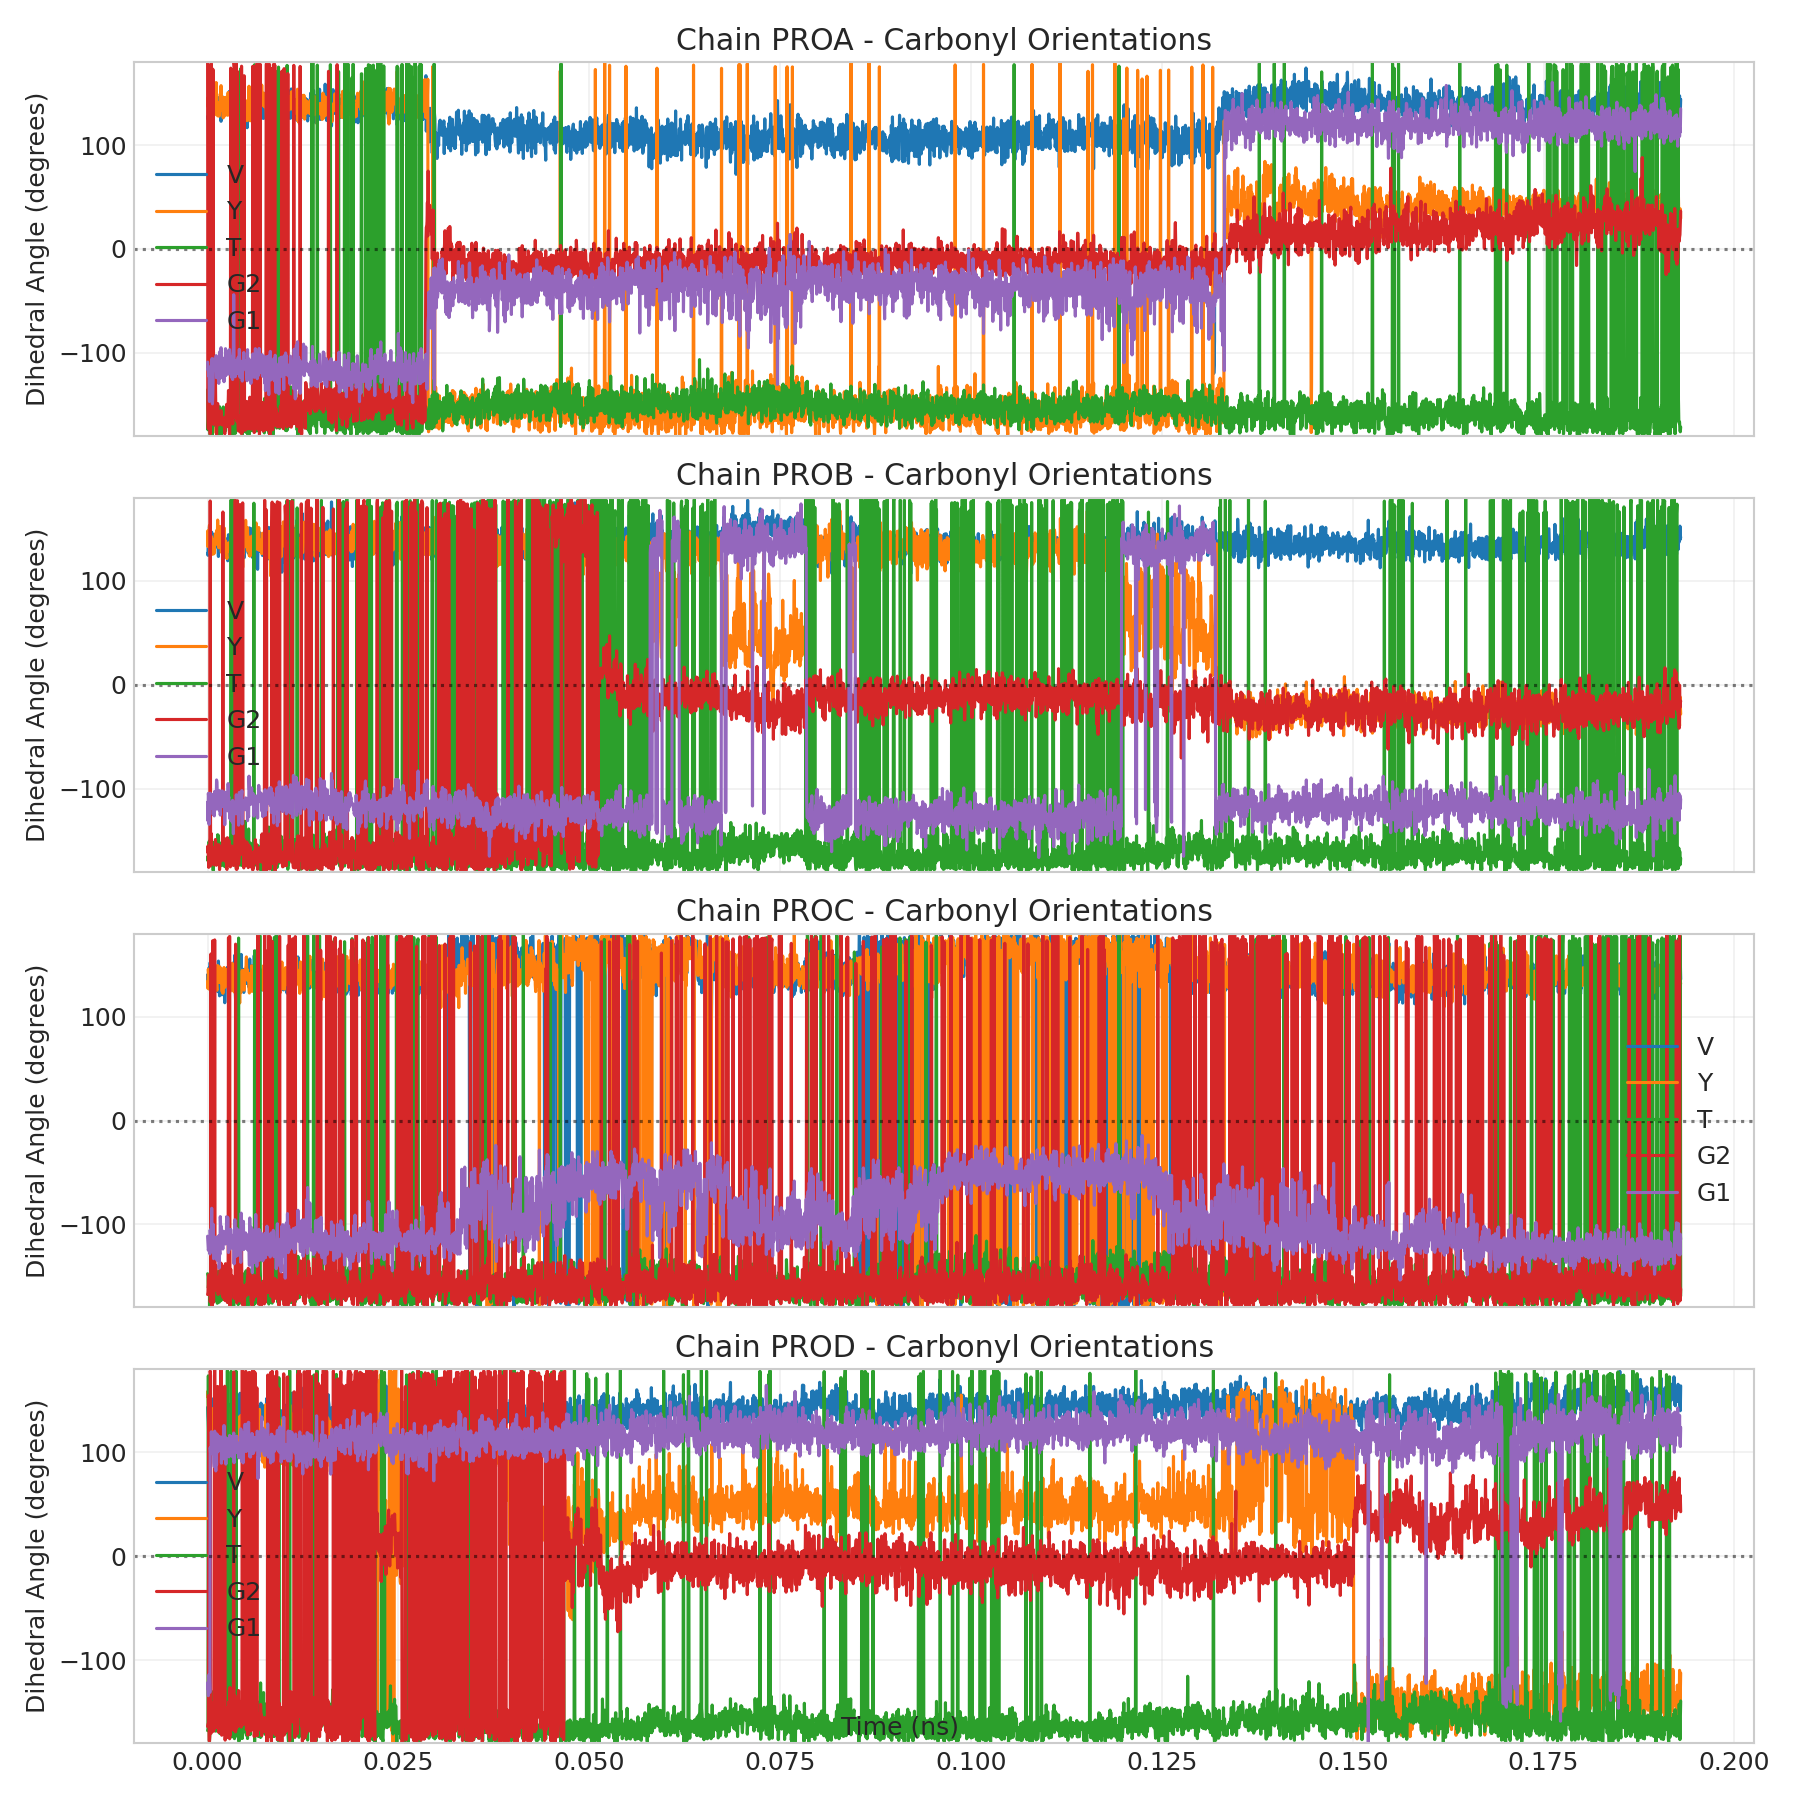 Chain PROA - Carbonyl Orientations
Dihedral Angle (degrees)
100
0
−100
V
Y
T
G2
G1
Chain PROB - Carbonyl Orientations
Dihedral Angle (degrees)
100
0
−100
V
Y
T
G2
G1
Chain PROC - Carbonyl Orientations
Dihedral Angle (degrees)
100
0
−100
V
Y
T
G2
G1
Chain PROD - Carbonyl Orientations
Dihedral Angle (degrees)
100
0
−100
V
Y
T
G2
G1
Time (ns)
0.000 0.025 0.050 0.075 0.100 0.125 0.150 0.175 0.200